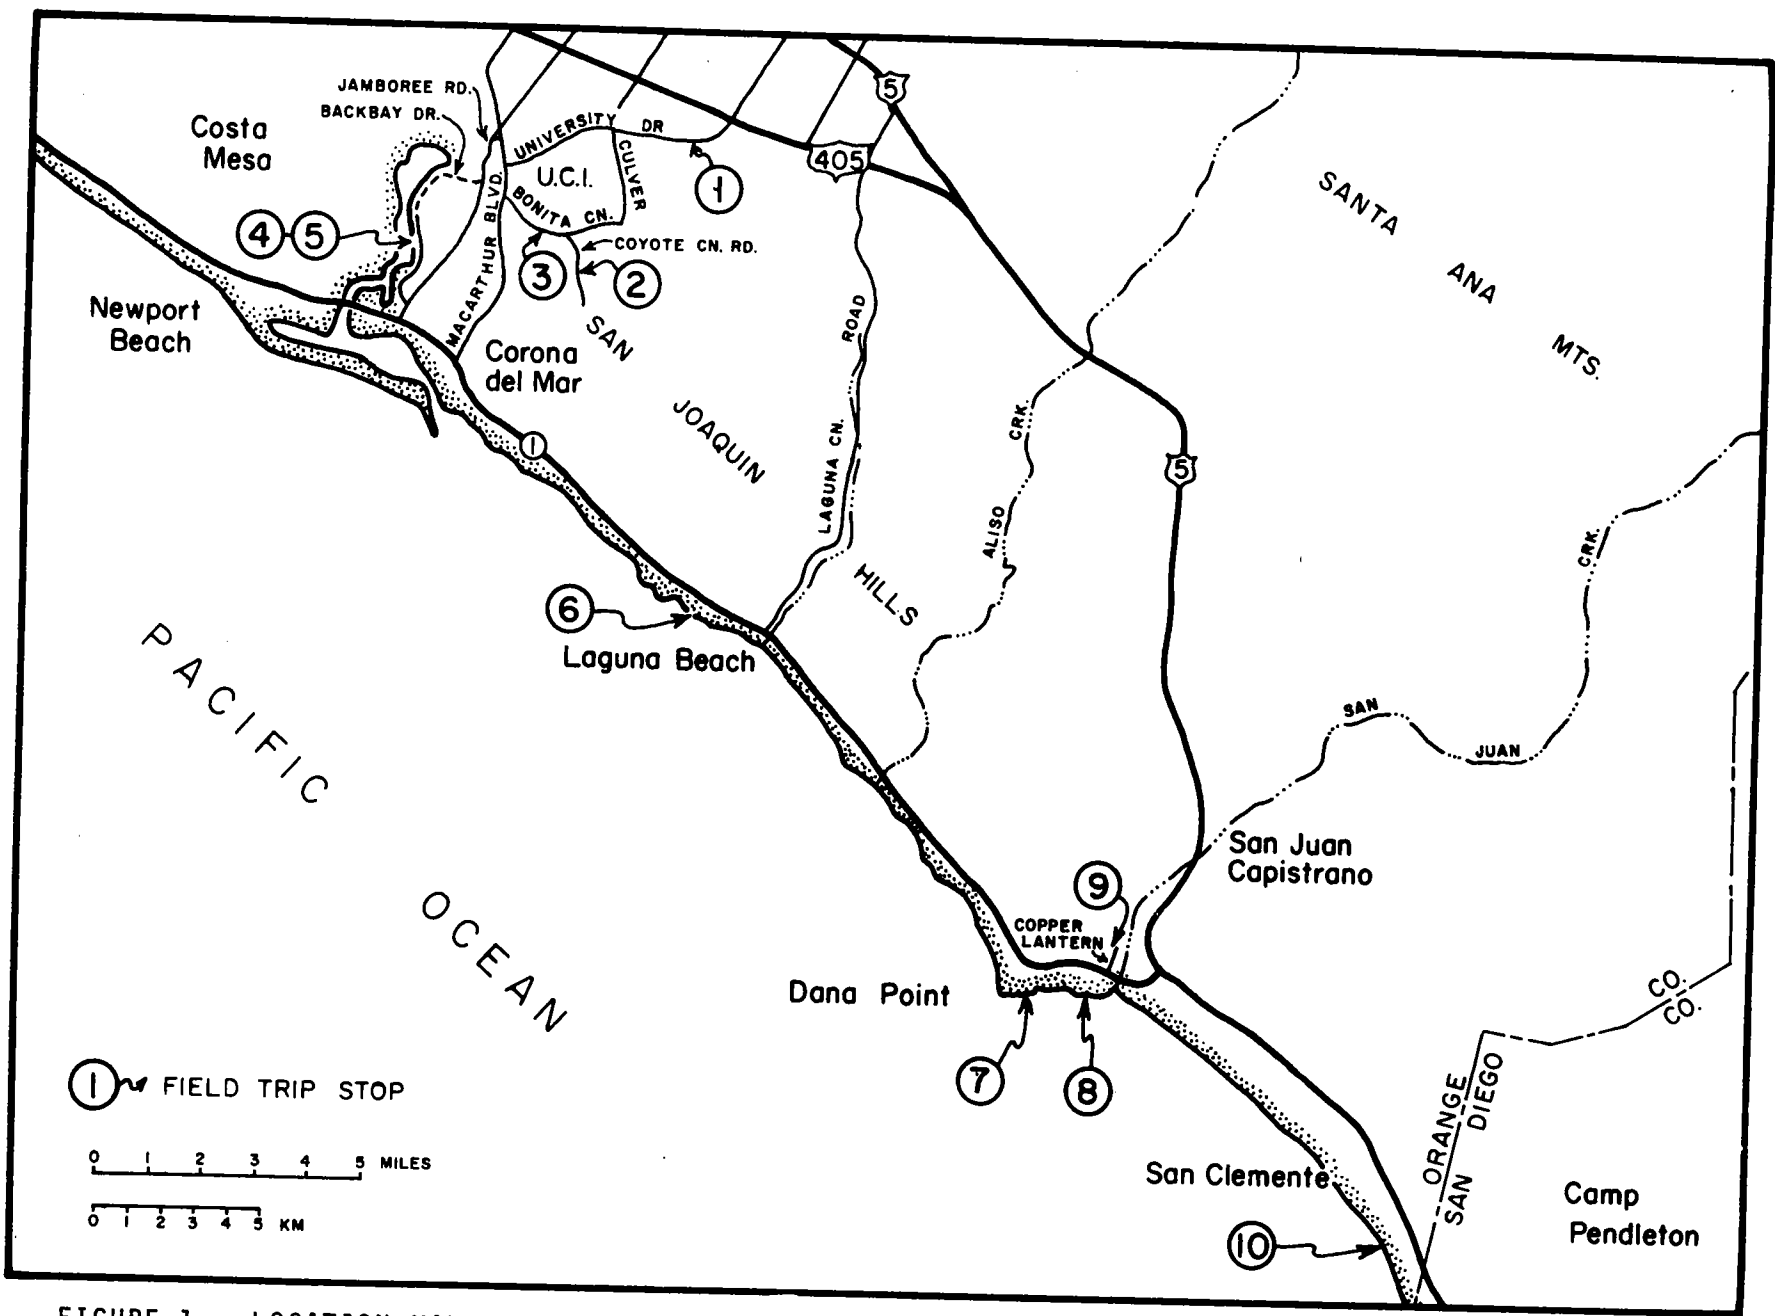 JAMBOREE RD.
BACKBAY DR.
Costa
Mesa
UNIVERSITY DR
CULVER
U.C.I.
BONITA CN.
MACARTHUR BLVD.
COYOTE CN. RD.
1
2
3
4
5
5
405
Newport
Beach
Corona
del Mar
1
SAN
JOAQUIN
HILLS
LAGUNA CN. ROAD
ALISO CRK.
SANTA
ANA
MTS.
5
6
Laguna Beach
PACIFIC
OCEAN
SAN JUAN CRK.
San Juan
Capistrano
9
COPPER
LANTERN
Dana Point
7
8
ORANGE CO.
SAN DIEGO CO.
San Clemente
10
Camp
Pendleton
1 FIELD TRIP STOP
0 1 2 3 4 5 MILES
0 1 2 3 4 5 KM
FIGURE 1